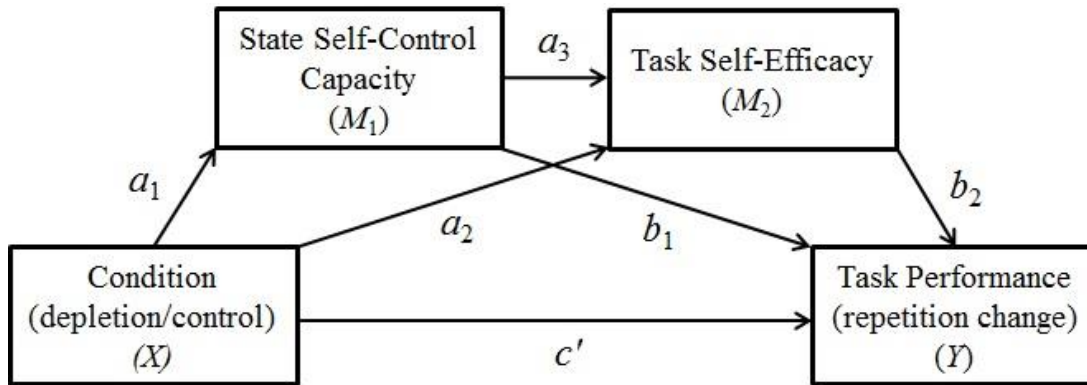 State Self-Control
Capacity
(M₁)
a₃
Task Self-Efficacy
(M₂)
a₁
a₂
b₁
b₂
Condition
(depletion/control)
(X)
c′
Task Performance
(repetition change)
(Y)